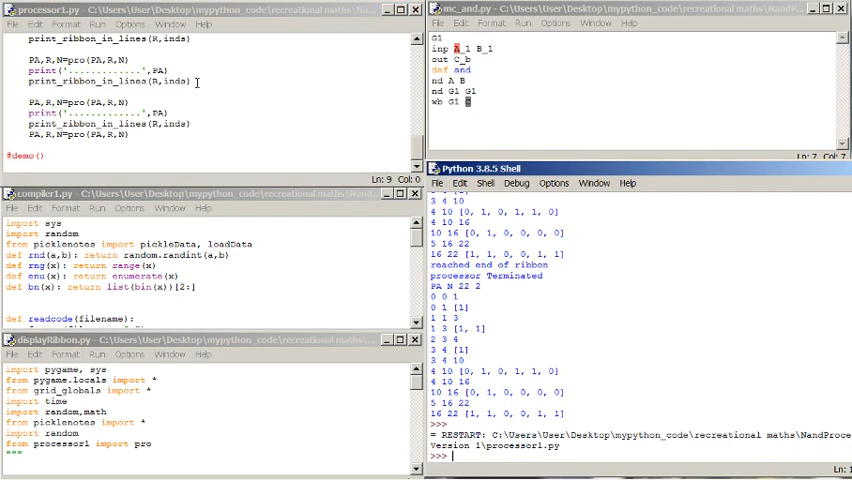 processor1.py - C:\Users\User\Desktop\mypython_code\recreational maths\Nan
File Edit Format Run Options Window Help
print_ribbon_in_lines(R,inds)
PA,R,N=pro(PA,R,N)
print('.............',PA)
print_ribbon_in_lines(R,inds)
PA,R,N=pro(PA,R,N)
print('.............',PA)
print_ribbon_in_lines(R,inds)
PA,R,N=pro(PA,R,N)
#demo()
Ln: 9 Col: 0
compiler1.py - C:\Users\User\Desktop\mypython_code\recreational maths\Na
File Edit Format Run Options Window Help
import sys
import random
from picklenotes import pickleData, loadData
def rnd(a,b): return random.randint(a,b)
def rng(x): return range(x)
def enu(x): return enumerate(x)
def bn(x): return list(bin(x))[2:]
def readcode(filename):
displayRibbon.py - C:\Users\User\Desktop\mypython_code\recreational maths\
File Edit Format Run Options Window Help
import pygame, sys
from pygame.locals import *
from grid_globals import *
import time
import random,math
from picklenotes import *
import random
from processor1 import pro
"""
mc_and.py - C:\Users\User\Desktop\mypython_code\recreational maths\NandP
File Edit Format Run Options Window Help
G1
inp A_1 B_1
out C_b
def and
nd A B
nd G1 G1
wb G1 C
Ln: 7 Col: 7
Python 3.8.5 Shell
File Edit Shell Debug Options Window Help
3 4 10
4 10 [0, 1, 0, 1, 1, 0]
4 10 16
10 16 [0, 1, 0, 0, 0, 0]
5 16 22
16 22 [1, 1, 0, 0, 1, 1]
reached end of ribbon
processor Terminated
PA N 22 2
0 0 1
0 1 [1]
1 1 3
1 3 [1, 1]
2 3 4
3 4 [1]
3 4 10
4 10 [0, 1, 0, 1, 1, 0]
4 10 16
10 16 [0, 1, 0, 0, 0, 0]
5 16 22
16 22 [1, 1, 0, 0, 1, 1]
>>>
= RESTART: C:\Users\User\Desktop\mypython_code\recreational maths\NandProce
Version 1\processor1.py
>>>
Ln: 1